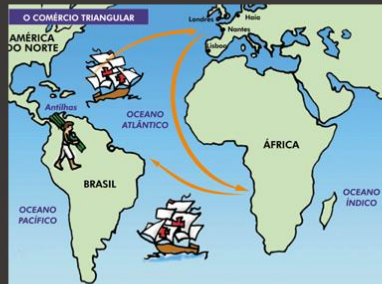 O COMÉRCIO TRIANGULAR
Londres
Haia
Nantes
Lisboa
AMÉRICA
DO NORTE
Antilhas
OCEANO
ATLÂNTICO
ÁFRICA
BRASIL
OCEANO
PACÍFICO
OCEANO
ÍNDICO